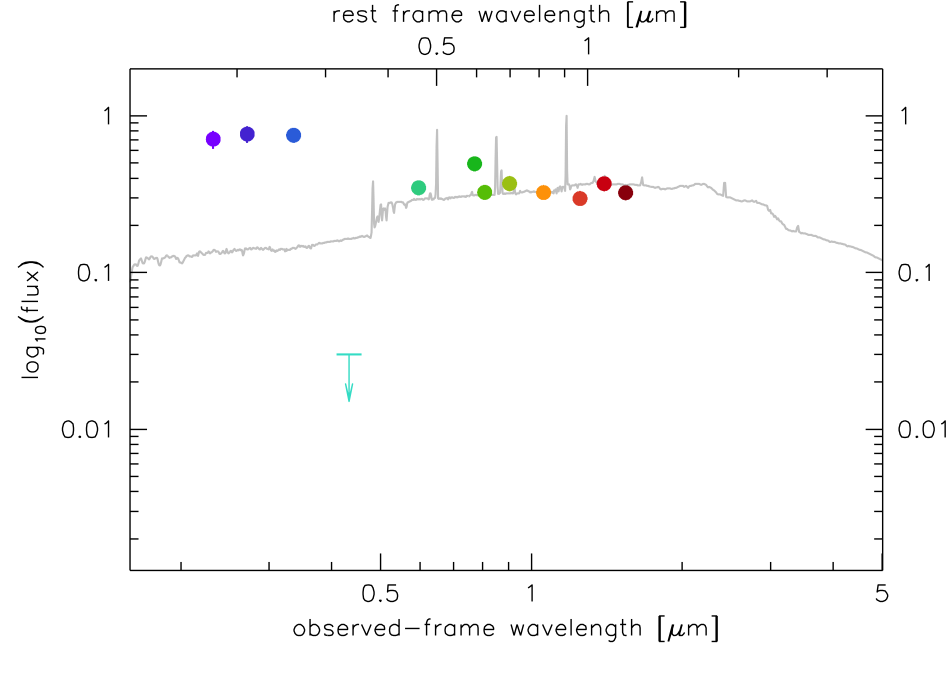 rest frame wavelength [μm]
0.5 1
1 1
0.1 0.1
log₁₀(flux)
0.01 0.01
0.5 1 5
observed-frame wavelength [μm]